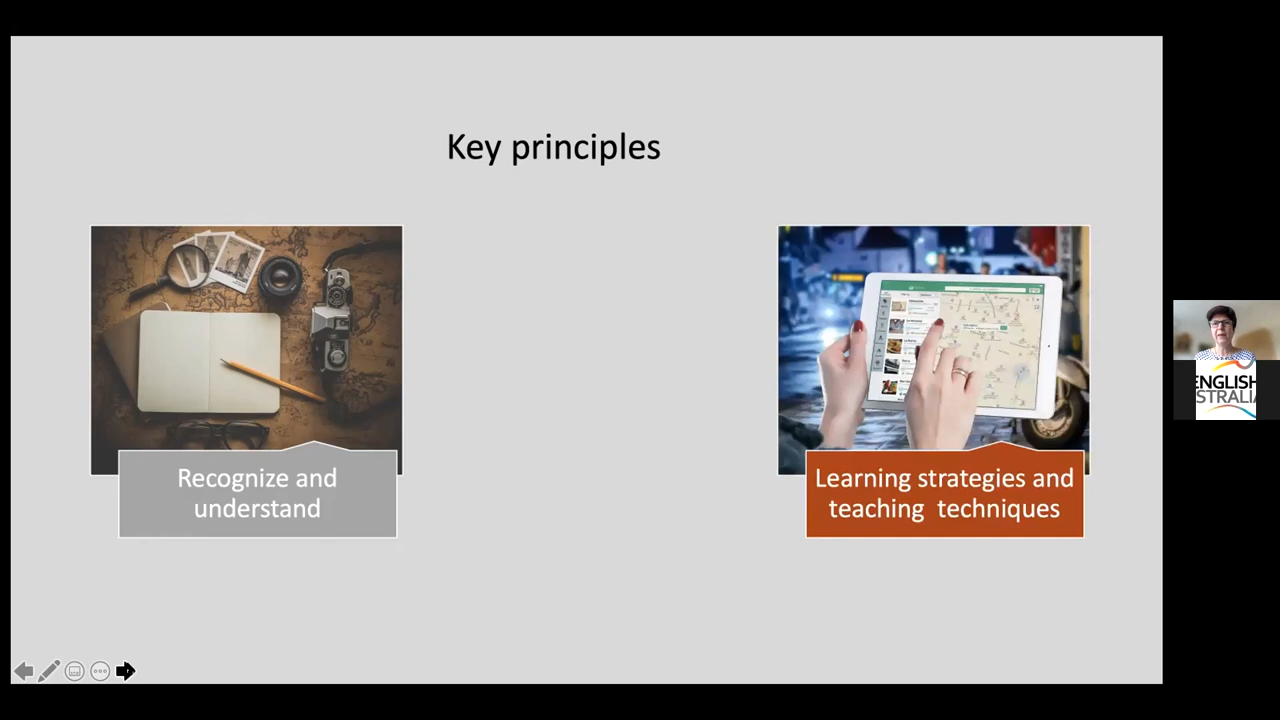 Key principles
Recognize and
understand
Learning strategies and
teaching techniques
ENGLISH
STRALIA